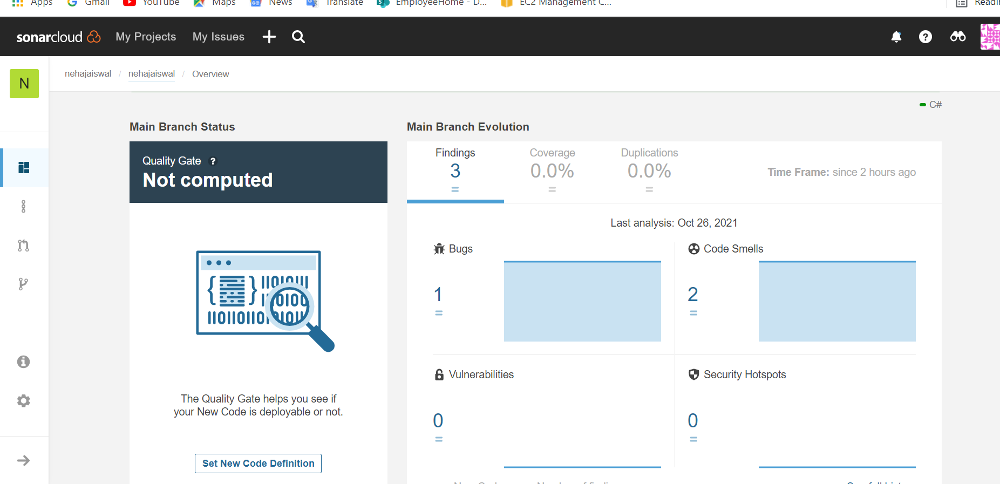 Apps Gmail YouTube Maps News Translate EmployeeHome - D... EC2 Management C...
sonarcloud My Projects My Issues
N
nehajaiswal / nehajaiswal / Overview
C#
Main Branch Status
Quality Gate ?
Not computed
The Quality Gate helps you see if
your New Code is deployable or not.
Set New Code Definition
Main Branch Evolution
Findings
3
=
Coverage
0.0%
=
Duplications
0.0%
=
Time Frame: since 2 hours ago
Last analysis: Oct 26, 2021
Bugs
1
=
Code Smells
2
=
Vulnerabilities
0
=
Security Hotspots
0
=